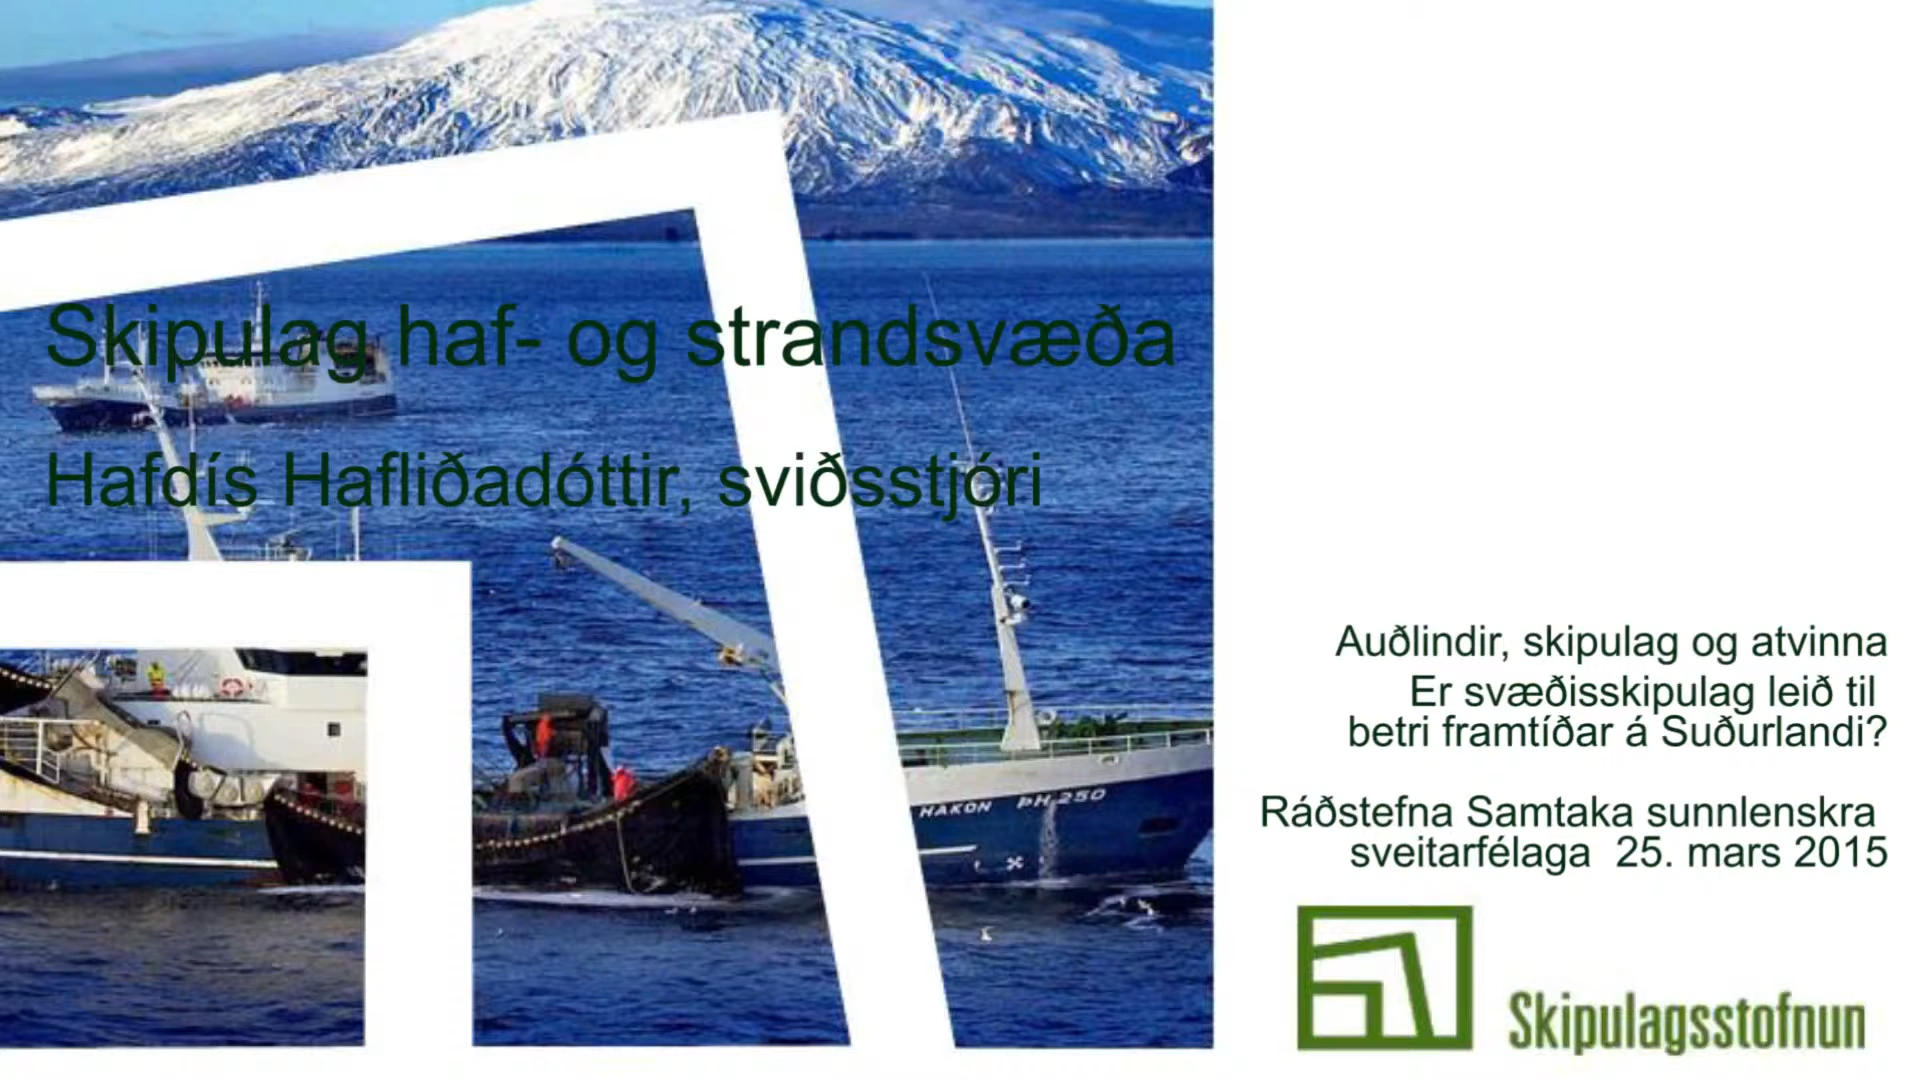 Skipulag haf- og strandsvæða
Hafdís Hafliðadóttir, sviðsstjóri
HAKON ÞH 250
Auðlindir, skipulag og atvinna
Er svæðisskipulag leið til
betri framtíðar á Suðurlandi?
Ráðstefna Samtaka sunnlenskra
sveitarfélaga 25. mars 2015
Skipulagsstofnun